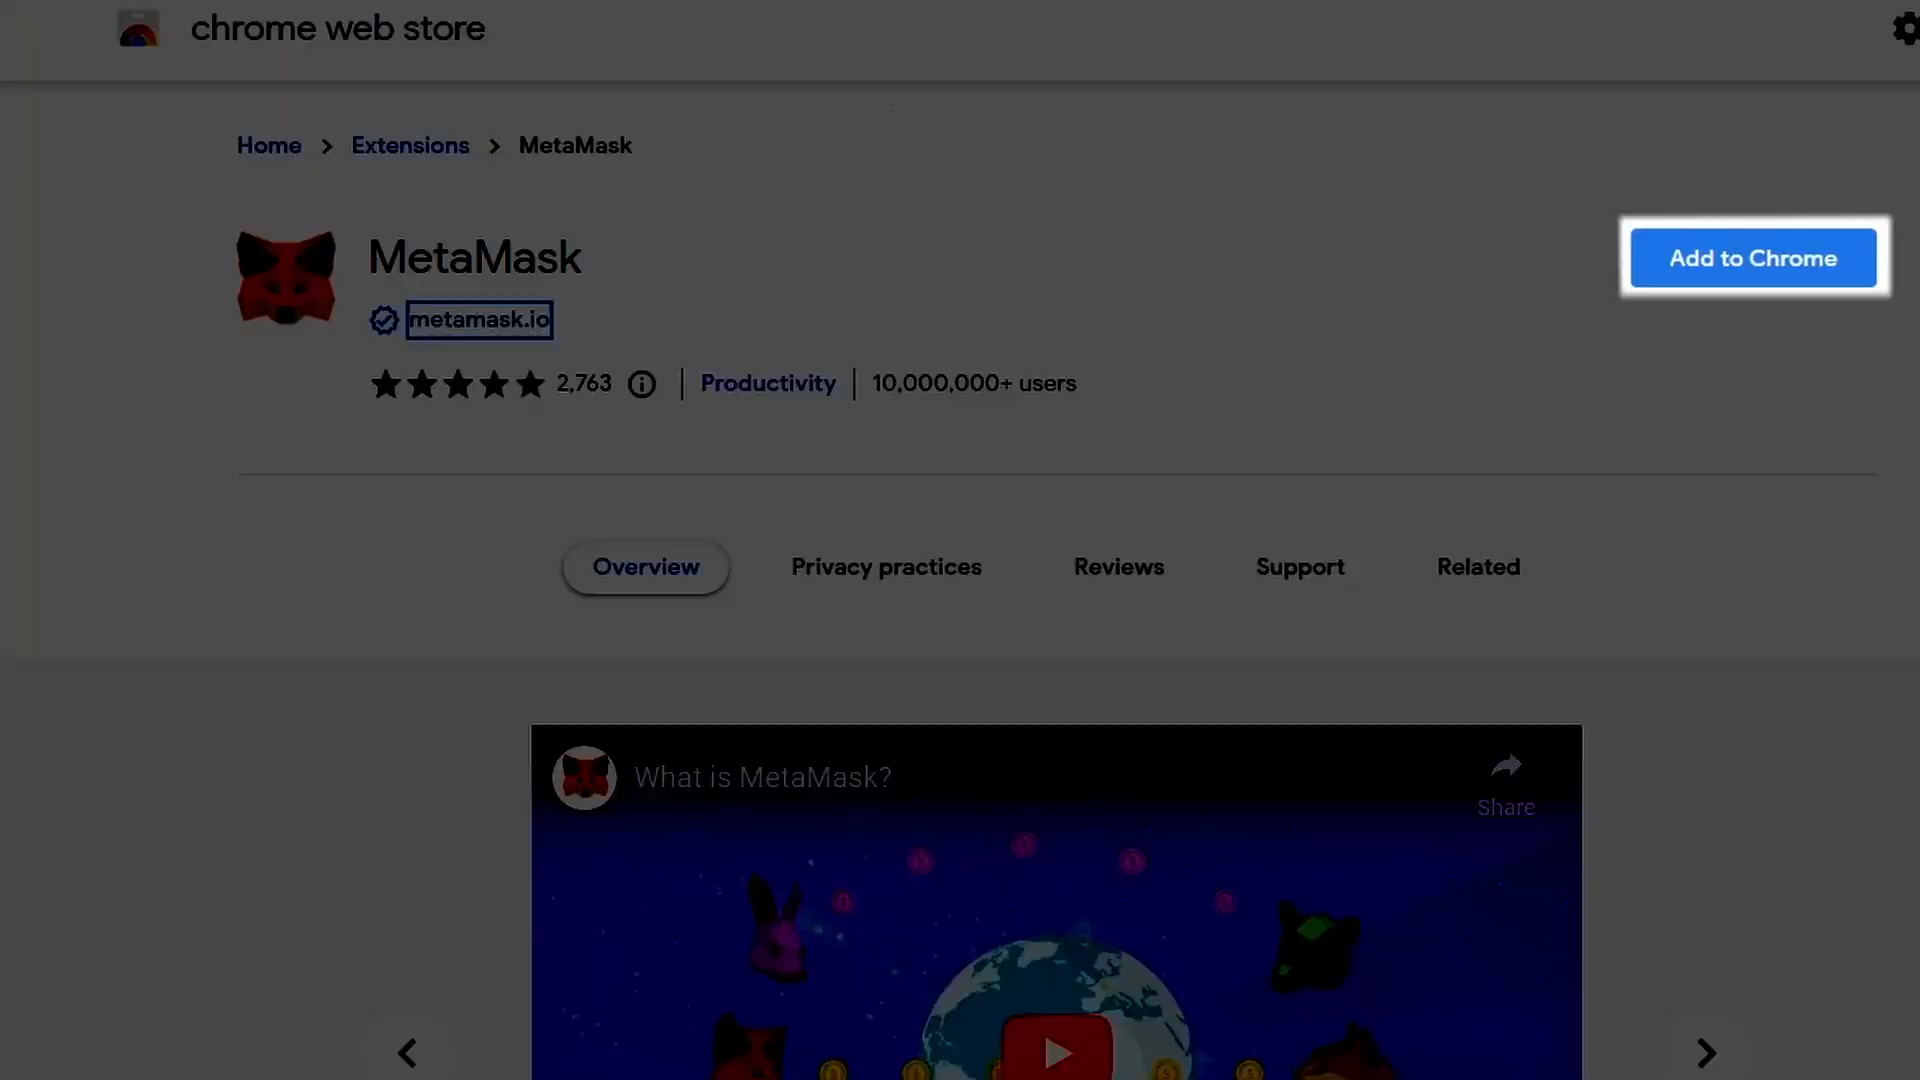 chrome web store
Home > Extensions > MetaMask
MetaMask
Add to Chrome
metamask.io
2,763 | Productivity | 10,000,000+ users
Overview Privacy practices Reviews Support Related
What is MetaMask?
Share